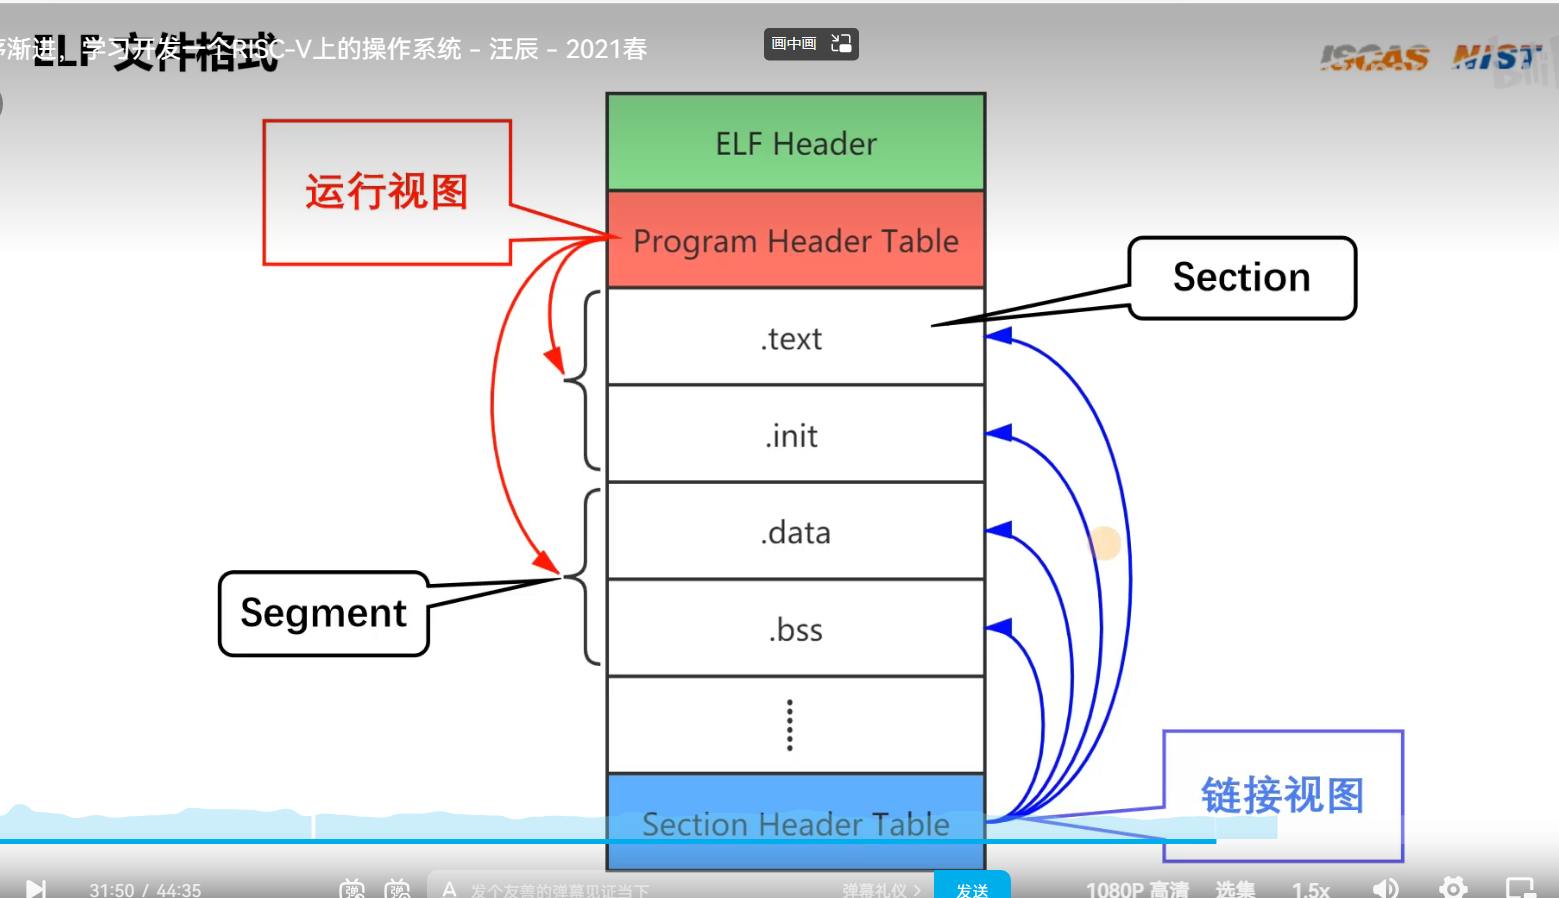 序渐进，学习开发一个RISC-V上的操作系统 - 汪辰 - 2021春
ELF 文件格式
画中画
ISCAS NIST
bili
ELF Header
运行视图
Program Header Table
Section
.text
.init
.data
Segment
.bss
链接视图
Section Header Table
31:50 / 44:35
弹
弹
A 发个友善的弹幕见证当下
弹幕礼仪 >
发送
1080P 高清
选集
1.5x